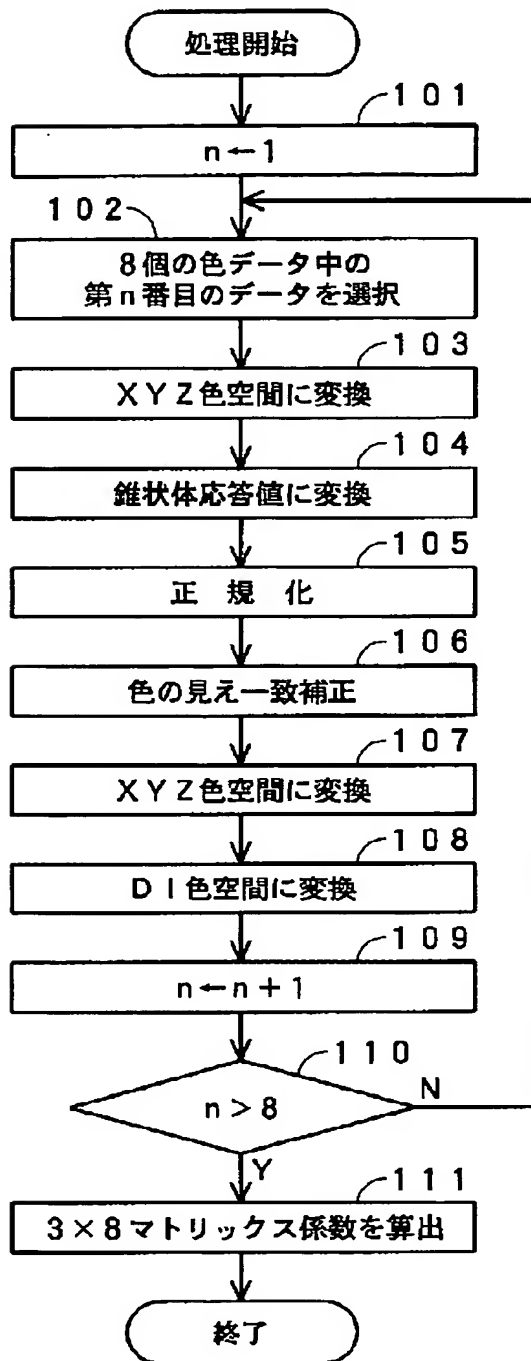 処理開始
101
n←1
102
8個の色データ中の
第n番目のデータを選択
103
XYZ色空間に変換
104
錐状体応答値に変換
105
正 規 化
106
色の見え一致補正
107
XYZ色空間に変換
108
DI色空間に変換
109
n←n+1
110
n>8
N
Y
111
3×8マトリックス係数を算出
終了